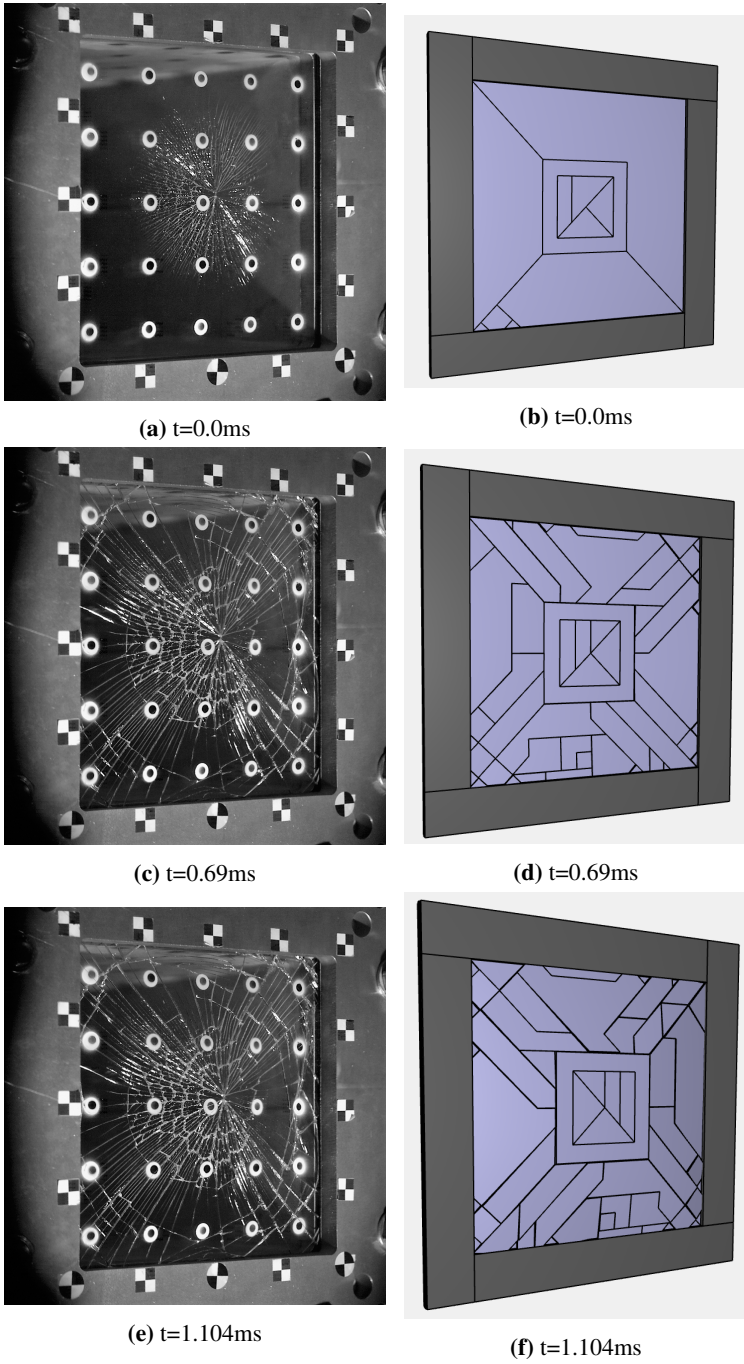 (a) t=0.0ms
(b) t=0.0ms
(c) t=0.69ms
(d) t=0.69ms
(e) t=1.104ms
(f) t=1.104ms